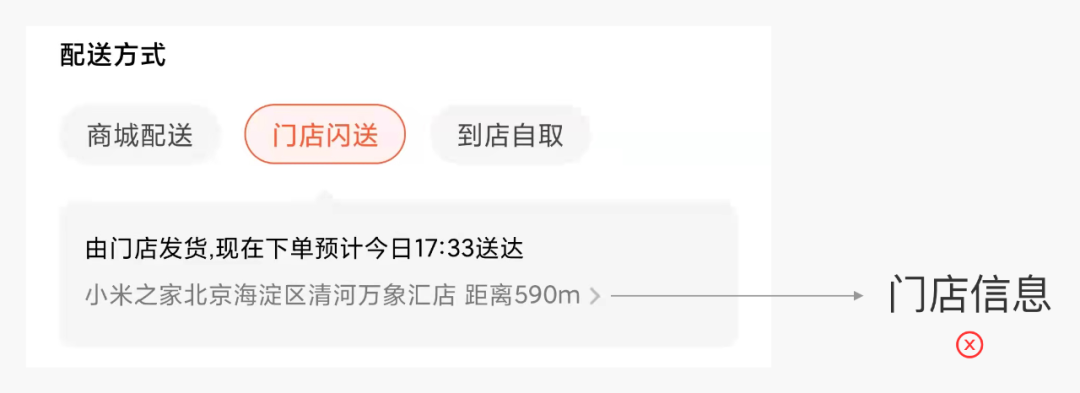 配送方式
商城配送 门店闪送 到店自取
由门店发货,现在下单预计今日17:33送达
小米之家北京海淀区清河万象汇店 距离590m
门店信息